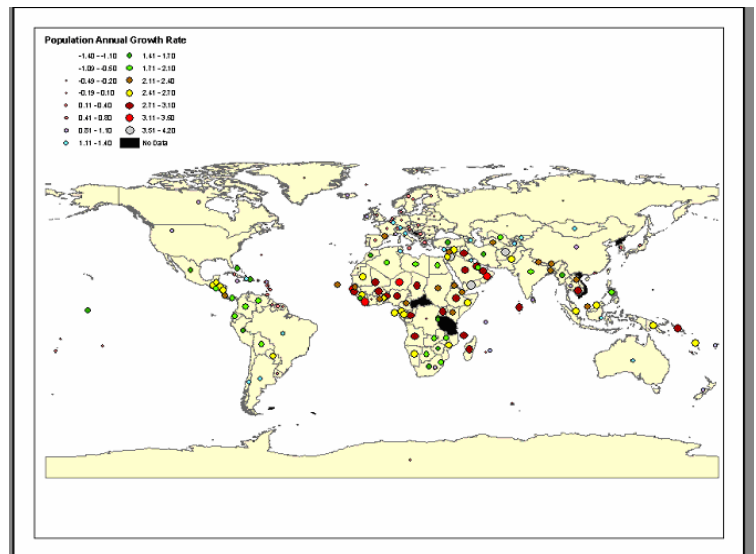 Population Annual Growth Rate
-1.40 - -1.10 1.41 - 1.70
-1.09 - -0.50 1.71 - 2.10
-0.49 - -0.20 2.11 - 2.40
-0.19 - 0.10 2.41 - 2.70
0.11 - 0.40 2.71 - 3.10
0.41 - 0.80 3.11 - 3.50
0.81 - 1.10 3.51 - 4.20
1.11 - 1.40 No Data